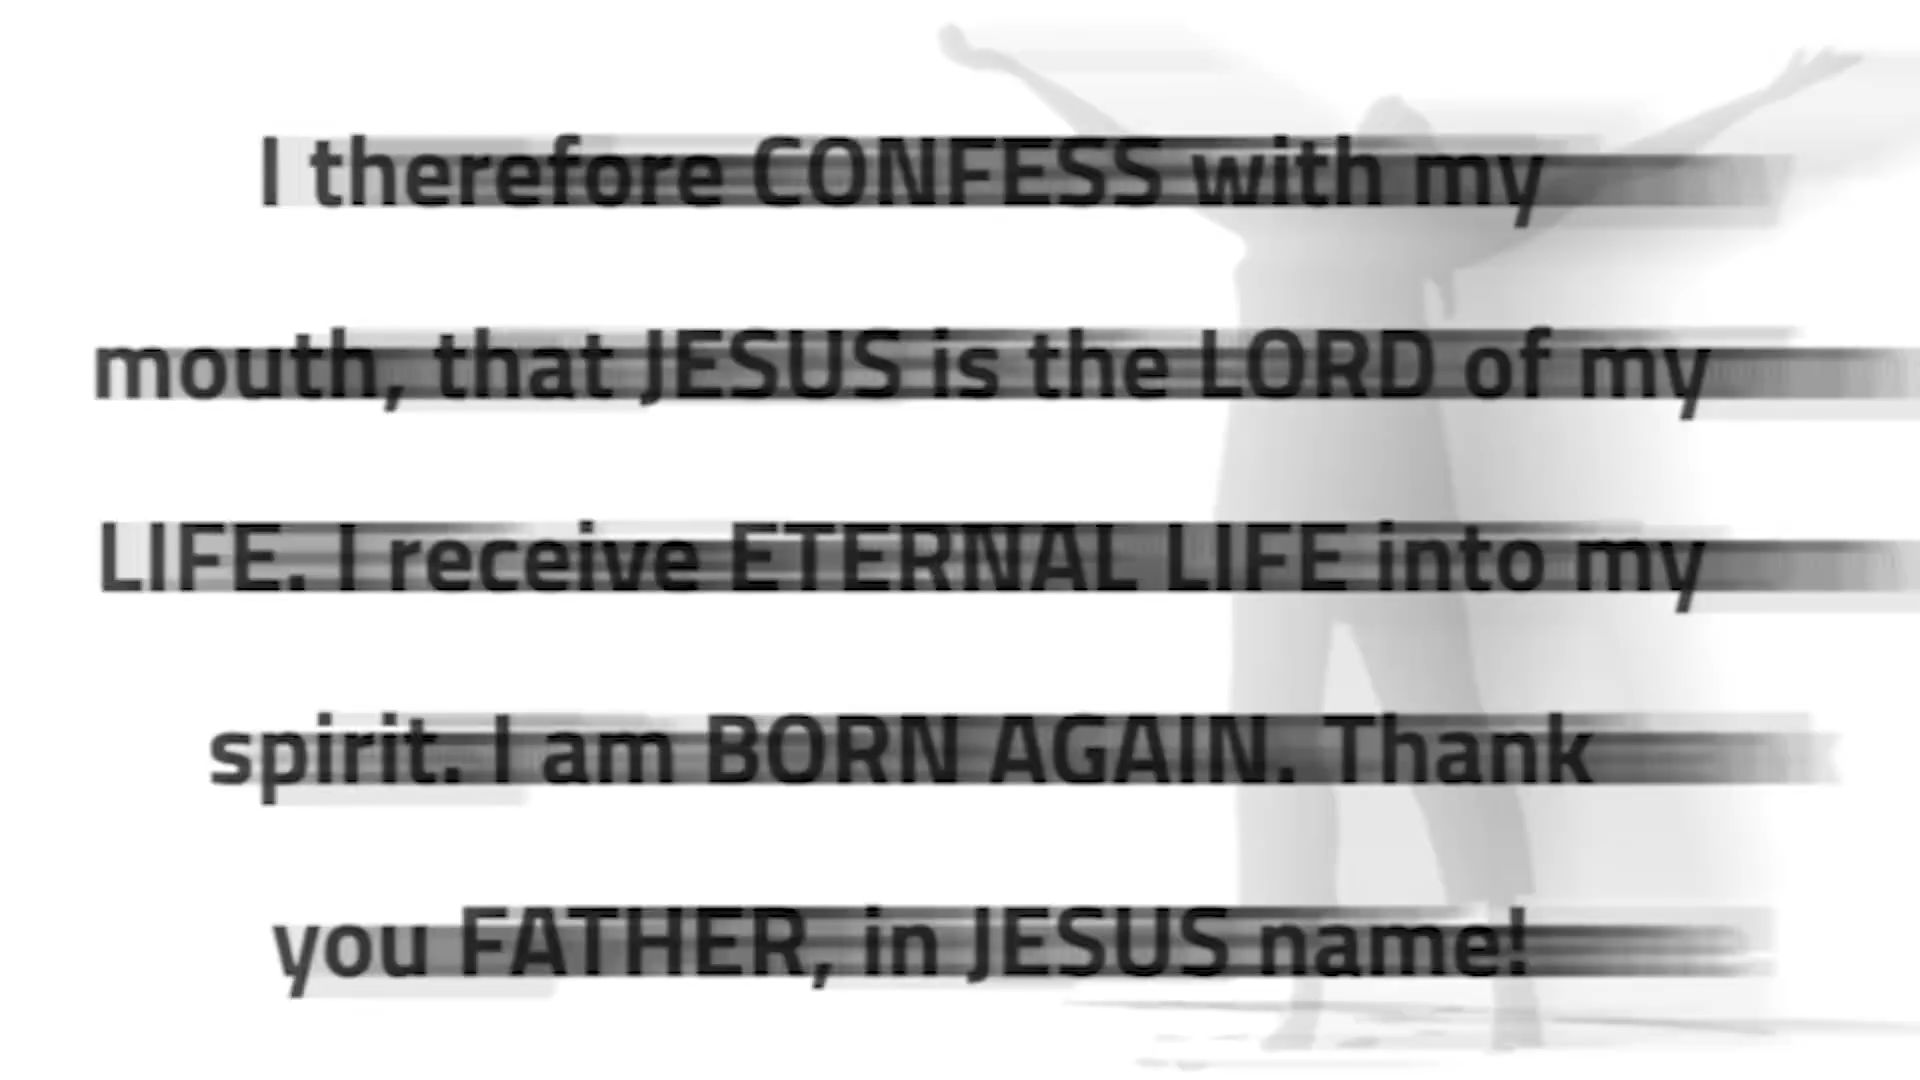 I therefore CONFESS with my
mouth, that JESUS is the LORD of my
LIFE. I receive ETERNAL LIFE into my
spirit. I am BORN AGAIN. Thank
you FATHER, in JESUS name!